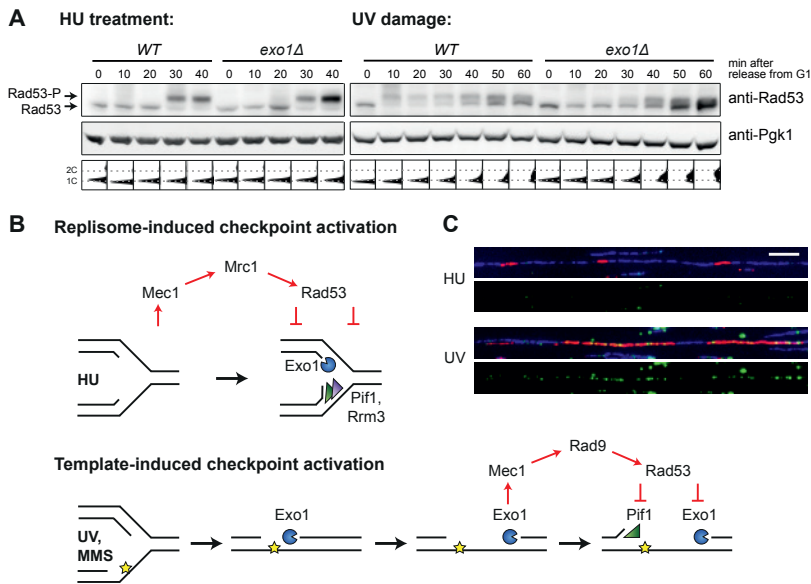 A HU treatment: UV damage:
WT exo1Δ WT exo1Δ
0 10 20 30 40 0 10 20 30 40 0 10 20 30 40 50 60 0 10 20 30 40 50 60 min after
release from G1
Rad53-P
Rad53
anti-Rad53
anti-Pgk1
2C
1C
B Replisome-induced checkpoint activation
Mrc1
Mec1 Rad53
HU
Exo1
Pif1,
Rrm3
C
HU
UV
Template-induced checkpoint activation
Rad9
Mec1 Rad53
UV,
MMS
Exo1 Exo1 Pif1 Exo1